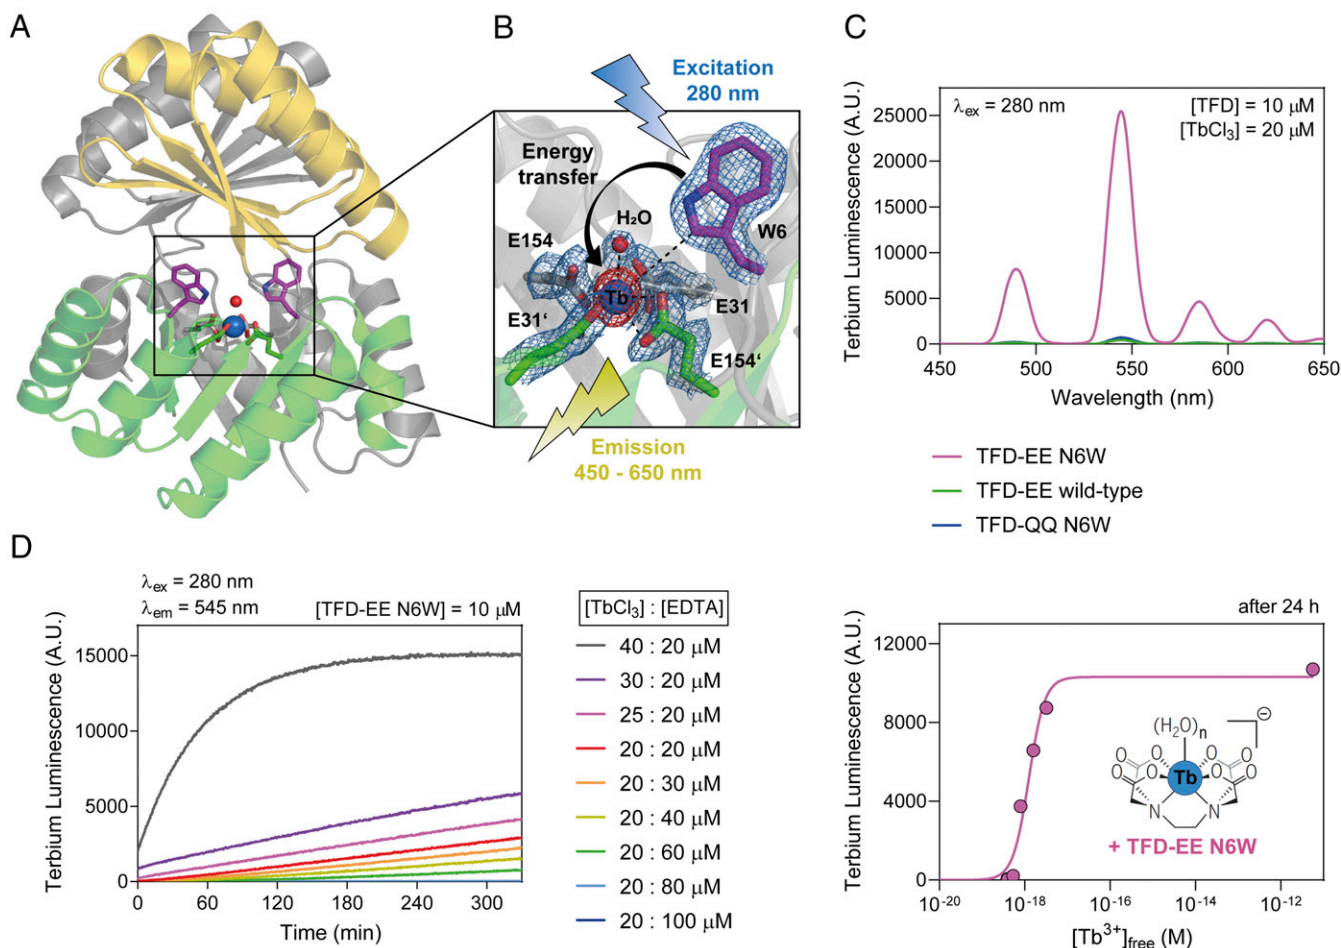 A
B
Excitation
280 nm
Energy
transfer
H₂O
W6
E154
Tb
E31'
E31
E154'
Emission
450 - 650 nm
C
λex = 280 nm
[TFD] = 10 μM
[TbCl₃] = 20 μM
Terbium Luminescence (A.U.)
25000
20000
15000
10000
5000
0
450 500 550 600 650
Wavelength (nm)
TFD-EE N6W
TFD-EE wild-type
TFD-QQ N6W
D
λex = 280 nm
λem = 545 nm
[TFD-EE N6W] = 10 μM
Terbium Luminescence (A.U.)
15000
10000
5000
0
0 60 120 180 240 300
Time (min)
[TbCl₃] : [EDTA]
40 : 20 μM
30 : 20 μM
25 : 20 μM
20 : 20 μM
20 : 30 μM
20 : 40 μM
20 : 60 μM
20 : 80 μM
20 : 100 μM
after 24 h
Terbium Luminescence (A.U.)
12000
8000
4000
0
(H₂O)n
⊖
O O O O
O O O O
Tb
N N
+ TFD-EE N6W
10⁻²⁰ 10⁻¹⁸ 10⁻¹⁶ 10⁻¹⁴ 10⁻¹²
[Tb³⁺]free (M)